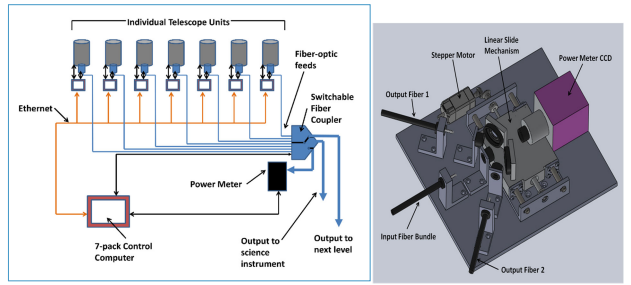 Individual Telescope Units
Fiber-optic
feeds
Switchable
Fiber
Coupler
Ethernet
Power Meter
7-pack Control
Computer
Output to
science
instrument
Output to
next level
Linear Slide
Mechanism
Stepper Motor
Power Meter CCD
Output Fiber 1
Input Fiber Bundle
Output Fiber 2